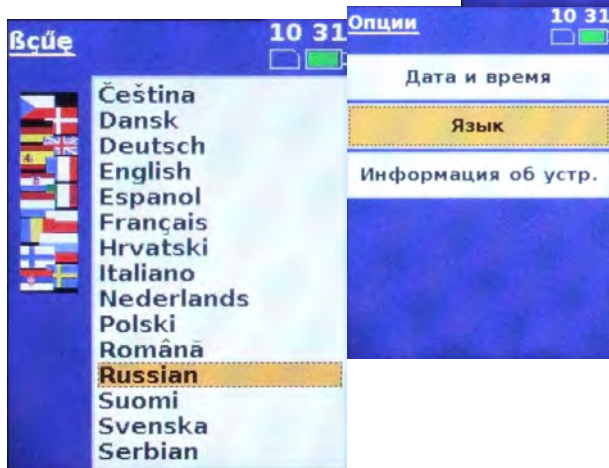 ßçűę
10 31
Čeština
Dansk
Deutsch
English
Espanol
Français
Hrvatski
Italiano
Nederlands
Polski
Română
Russian
Suomi
Svenska
Serbian
Опции
10 31
Дата и время
Язык
Информация об устр.